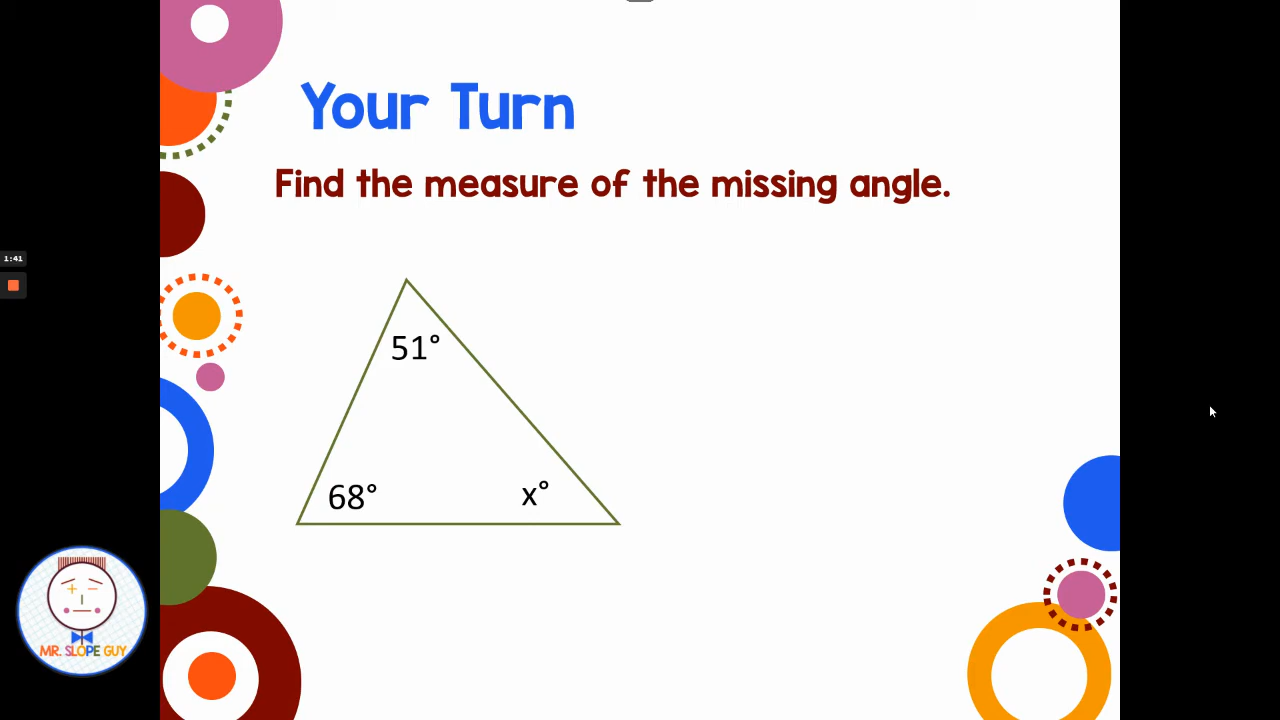 Your Turn
Find the measure of the missing angle.
1:41
51°
68°
x°
MR. SLOPE GUY